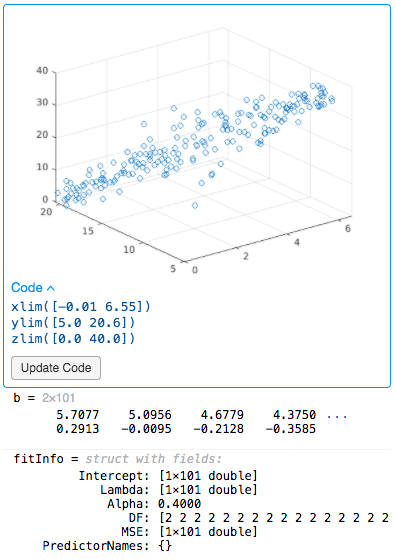 40
30
20
10
0
20
15
10
5
0
2
4
6
Code
xlim([-0.01 6.55])
ylim([5.0 20.6])
zlim([0.0 40.0])
Update Code
b = 2x101
5.7077 5.0956 4.6779 4.3750 ...
0.2913 -0.0095 -0.2128 -0.3585
fitInfo = struct with fields:
Intercept: [1×101 double]
Lambda: [1×101 double]
Alpha: 0.4000
DF: [2 2 2 2 2 2 2 2 2 2 2 2 2 2 2 2
MSE: [1×101 double]
PredictorNames: {}